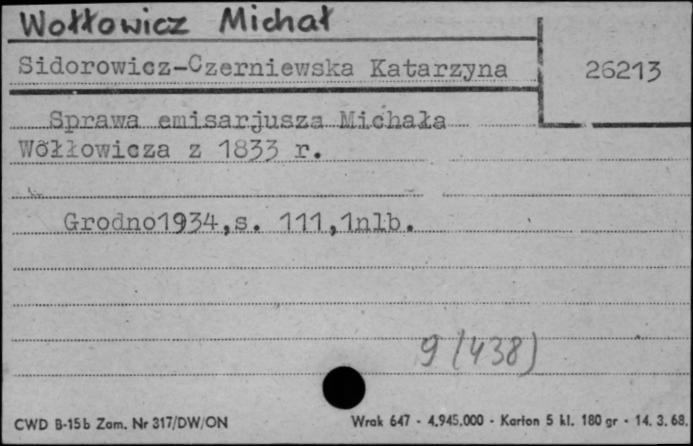 Wołłowicz Michał
Sidorowicz-Czerniewska Katarzyna
26213
Sprawa emisarjusza Michała
Wołłowicza z 1833 r.
Grodno1934,s. 111,1nlb.
9 (438)
CWD B-15b Zam. Nr 317/DW/ON
Wrak 647 - 4.945.000 - Karton 5 kl. 180 gr - 14. 3. 68.